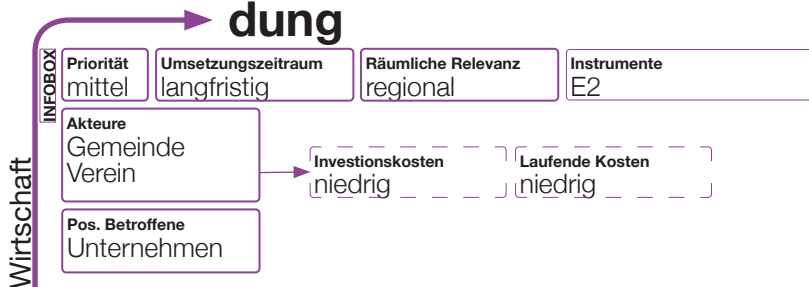 dung
INFOBOX
Priorität
mittel
Umsetzungszeitraum
langfristig
Räumliche Relevanz
regional
Instrumente
E2
Akteure
Gemeinde
Verein
Investionskosten
niedrig
Laufende Kosten
niedrig
Pos. Betroffene
Unternehmen
Wirtschaft